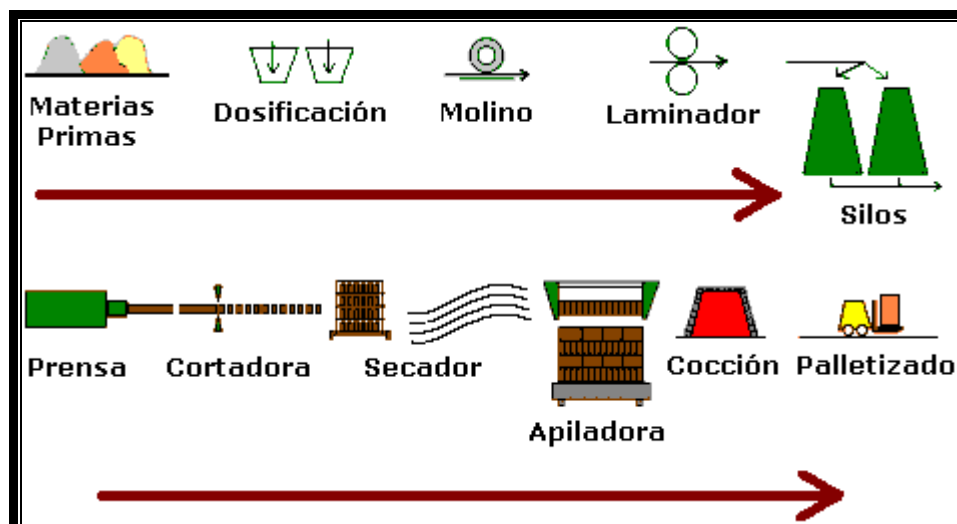 Materias
Primas
Dosificación
Molino
Laminador
Silos
Prensa
Cortadora
Secador
Apiladora
Cocción
Palletizado